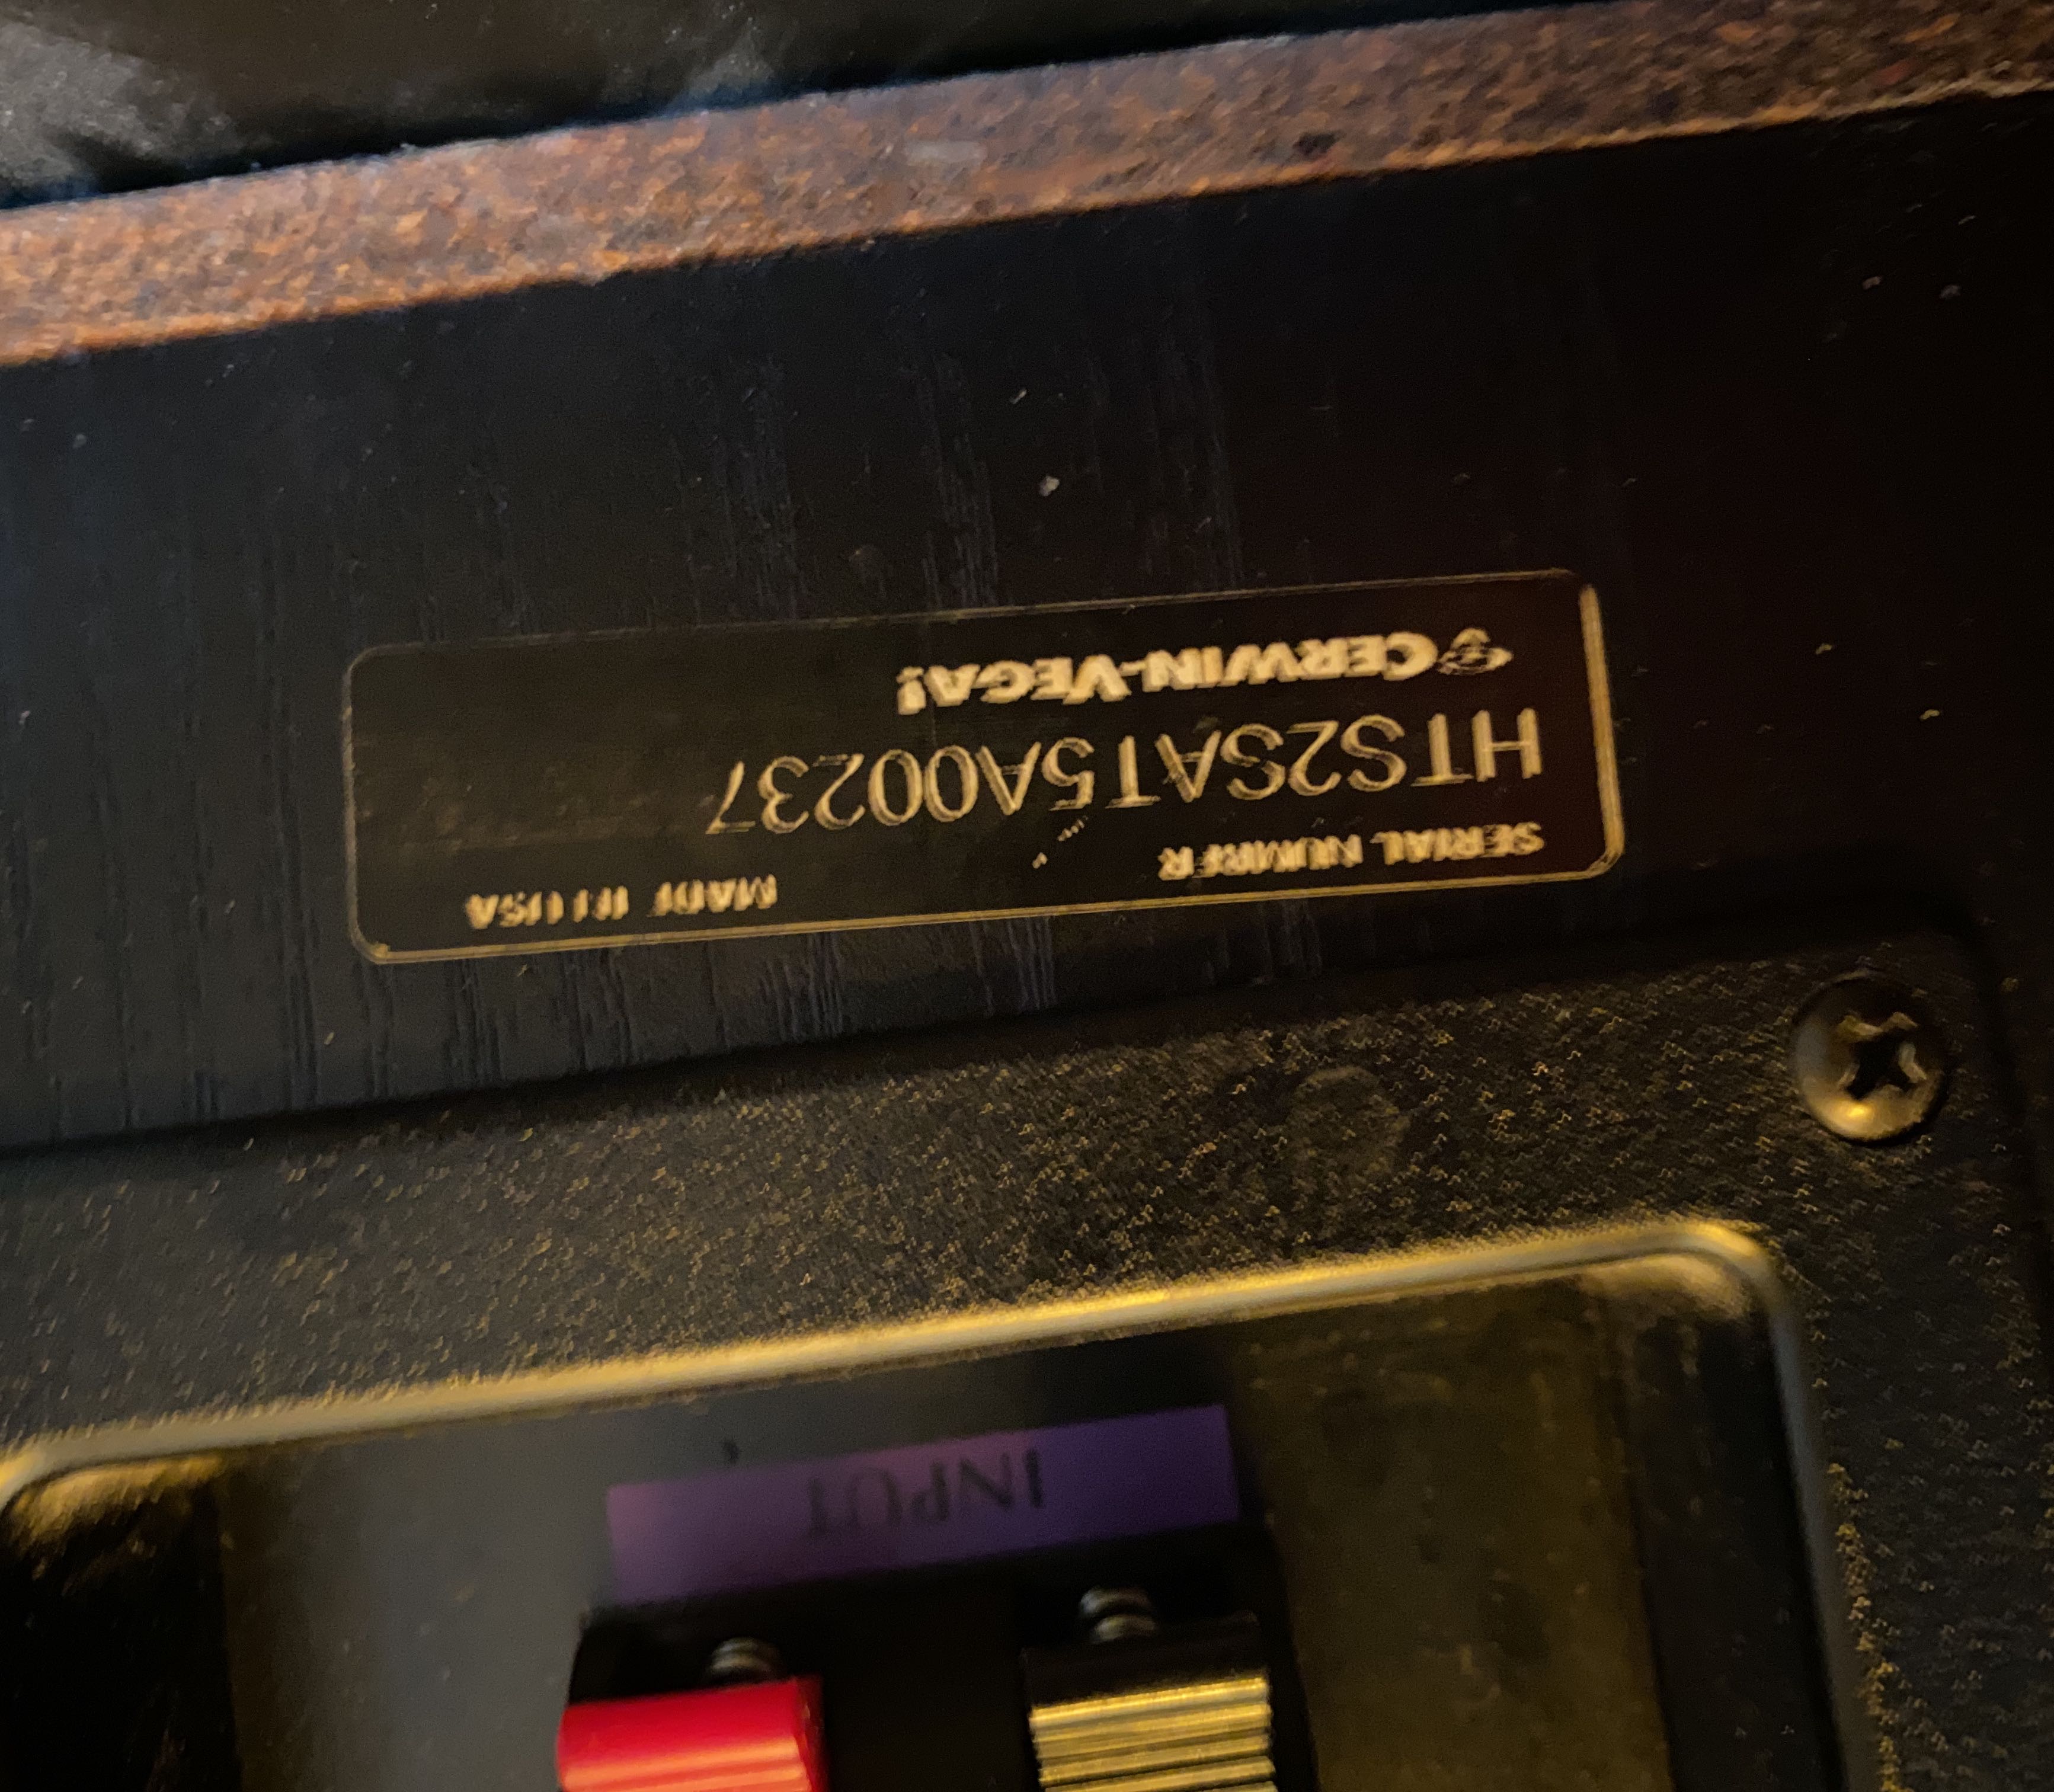 CERWIN-VEGA!
HTS2SAT5A00237
SERIAL NUMBER
MADE IN USA
INPUT